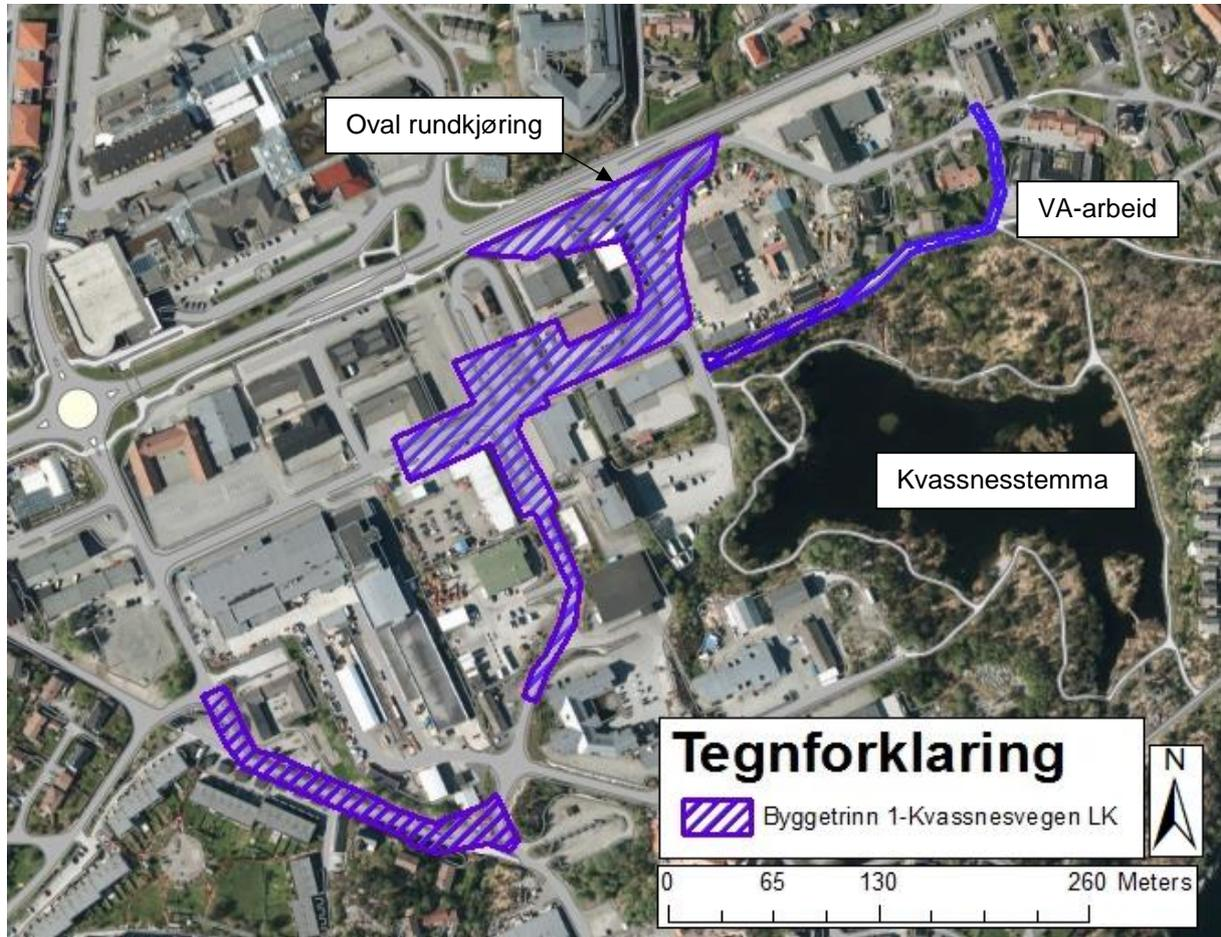 Oval rundkjøring
VA-arbeid
Kvassnesstemma
Tegnforklaring
Byggetrinn 1-Kvassnesvegen LK
N
0 65 130 260 Meters